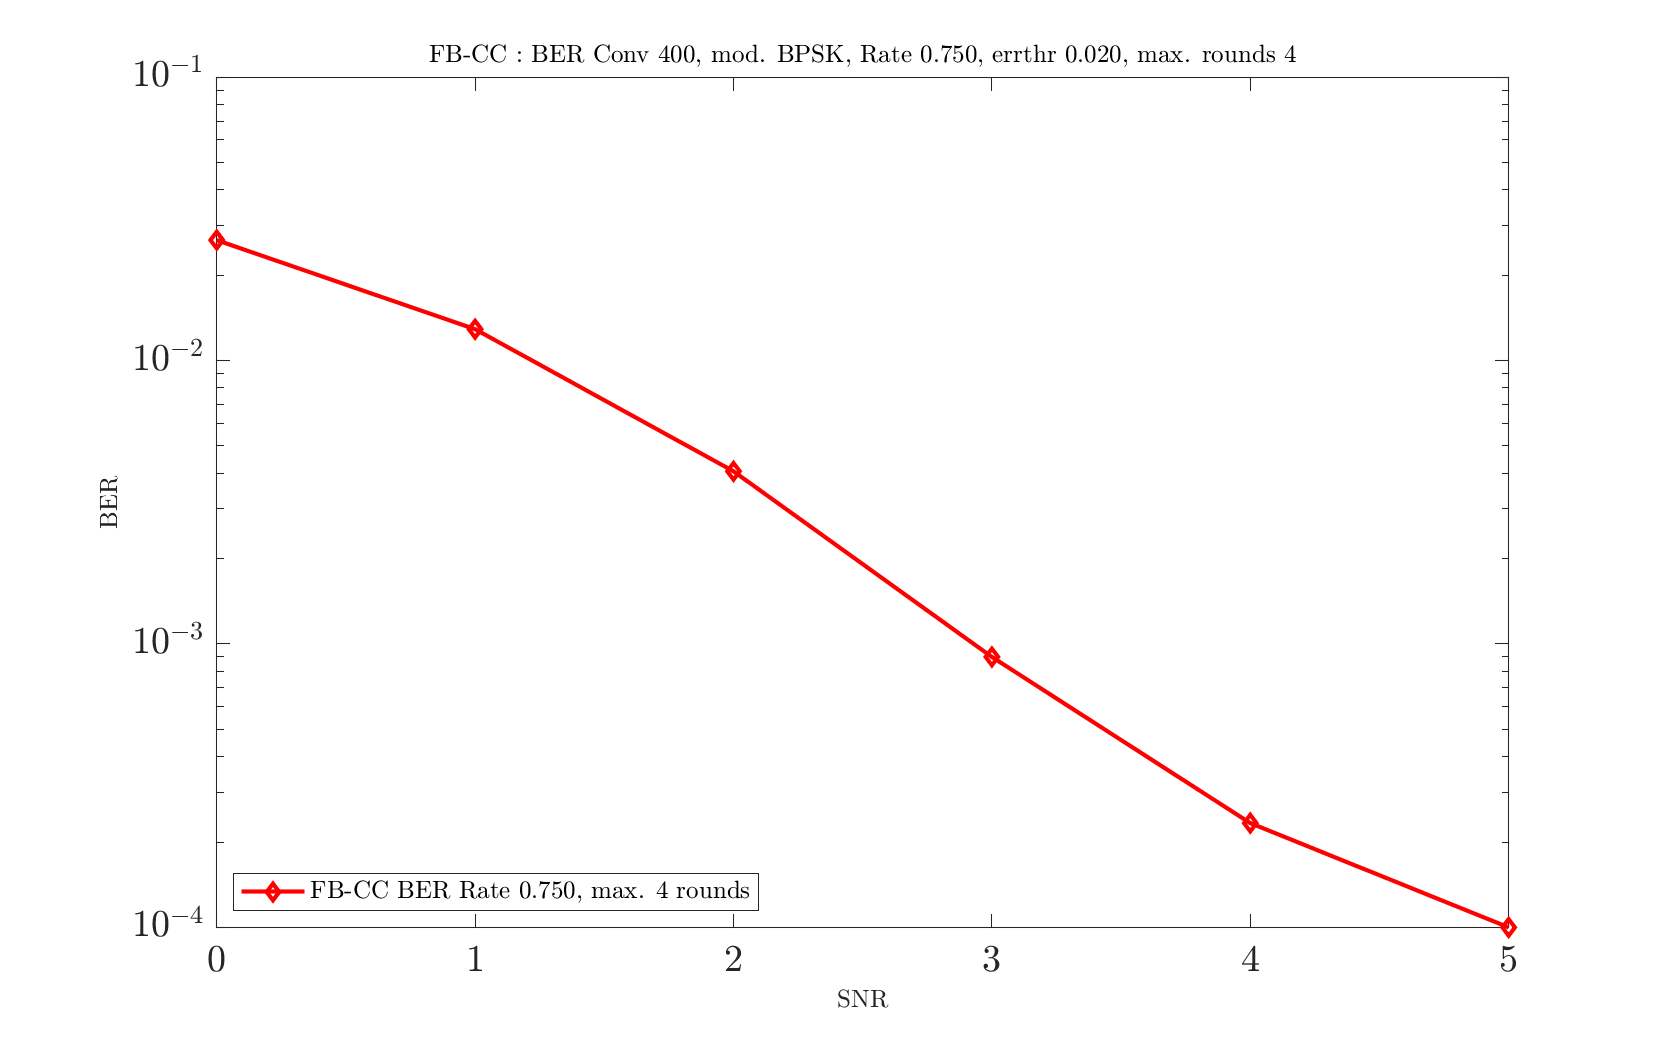 FB-CC : BER Conv 400, mod. BPSK, Rate 0.750, errthr 0.020, max. rounds 4
10^{-1}
10^{-2}
10^{-3}
10^{-4}
BER
FB-CC BER Rate 0.750, max. 4 rounds
0 1 2 3 4 5
SNR